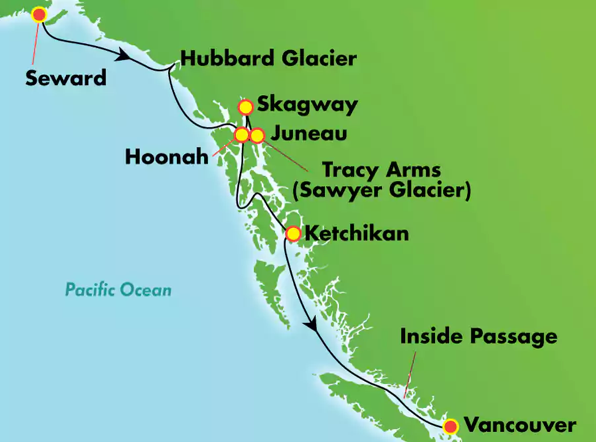 Seward
Hubbard Glacier
Skagway
Juneau
Hoonah
Tracy Arms
(Sawyer Glacier)
Ketchikan
Pacific Ocean
Inside Passage
Vancouver